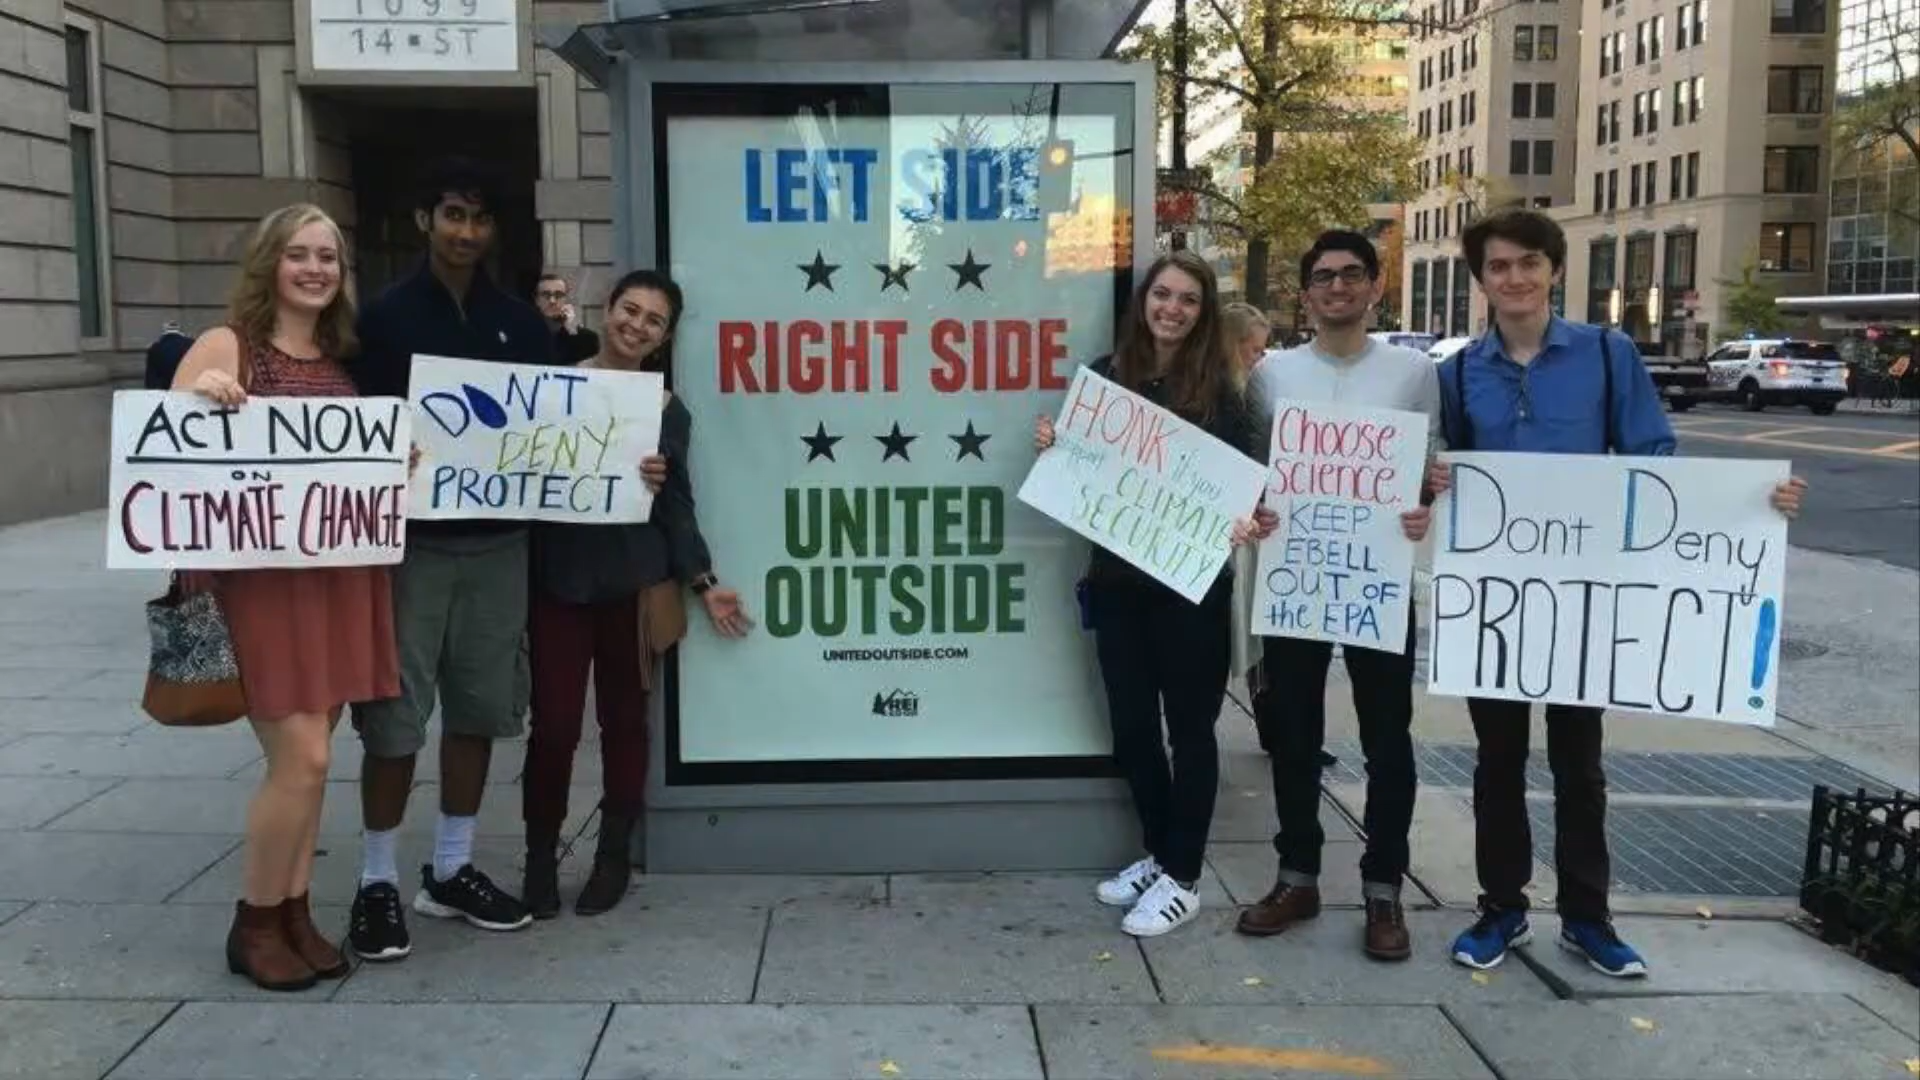 1099
14 ▪ ST
LEFT SIDE
RIGHT SIDE
UNITED
OUTSIDE
UNITEDOUTSIDE.COM
REI
ACT NOW
ON
CLIMATE CHANGE
DON'T
DENY
PROTECT
HONK if you
support CLIMATE
SECURITY
Choose
science.
KEEP
EBELL
OUT OF
the EPA
Dont Deny
PROTECT!